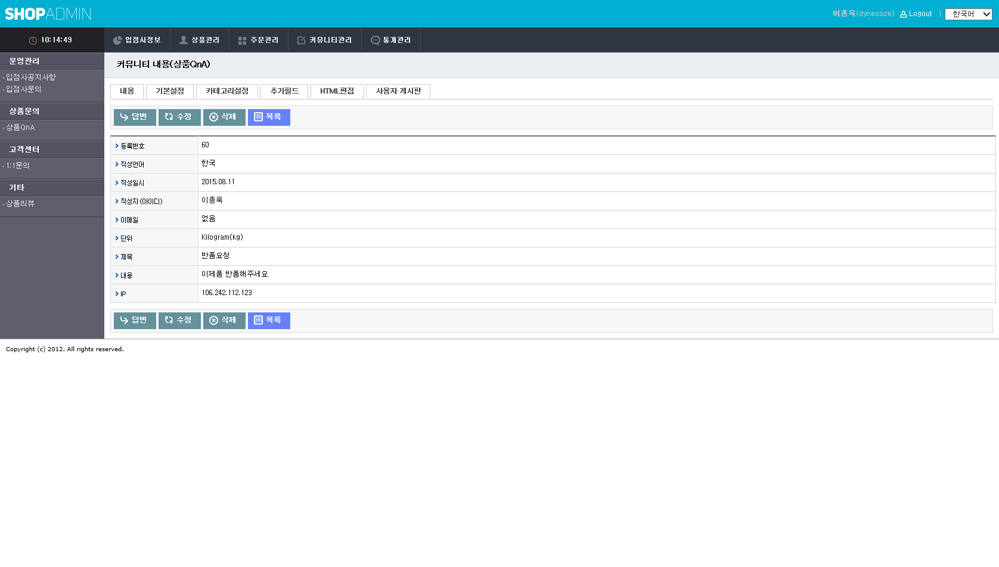 SHOPADMIN
이종욱(dynesoze) Logout | 한국어
10:14:49
입점사정보 상품관리 주문관리 커뮤니티관리 통계관리
운영관리
·입점사공지사항
·입점사문의
상품문의
·상품QnA
고객센터
·1:1문의
기타
·상품리뷰
커뮤니티 내용(상품QnA)
내용 기본설정 카테고리설정 추가필드 HTML편집 사용자 게시판
답변 수정 삭제 목록
등록번호 60
작성언어 한국
작성일시 2015.08.11
작성자(아이디) 이종욱
이메일 없음
단위 Kilogram(kg)
제목 반품요청
내용 이제품 반품해주세요
IP 106.242.112.123
답변 수정 삭제 목록
Copyright (c) 2012. All rights reserved.